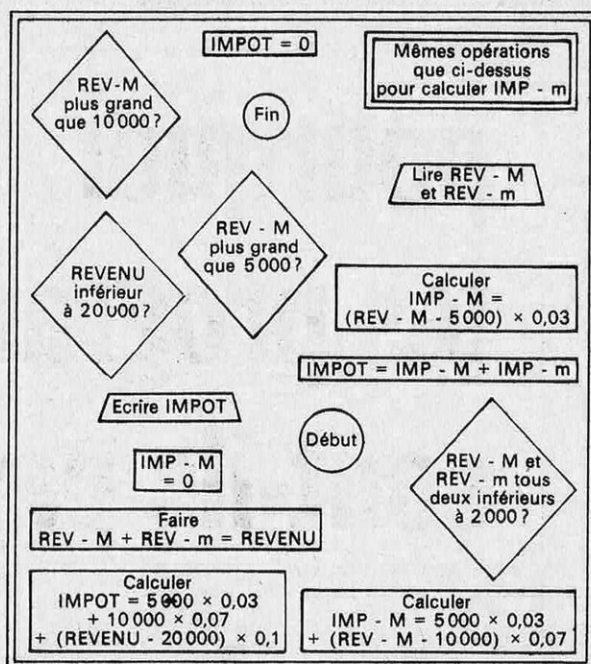 IMPOT = 0
REV-M
plus grand
que 10 000 ?
Mêmes opérations
que ci-dessus
pour calculer IMP - m
Fin
Lire REV - M
et REV - m
REV - M
plus grand
que 5 000 ?
REVENU
inférieur
à 20 000 ?
Calculer
IMP - M =
(REV - M - 5 000) × 0,03
IMPOT = IMP - M + IMP - m
Ecrire IMPOT
Début
REV - M et
REV - m tous
deux inférieurs
à 2 000 ?
IMP - M
= 0
Faire
REV - M + REV - m = REVENU
Calculer
IMPOT = 5 000 × 0,03
+ 10 000 × 0,07
+ (REVENU - 20 000) × 0,1
Calculer
IMP - M = 5 000 × 0,03
+ (REV - M - 10 000) × 0,07